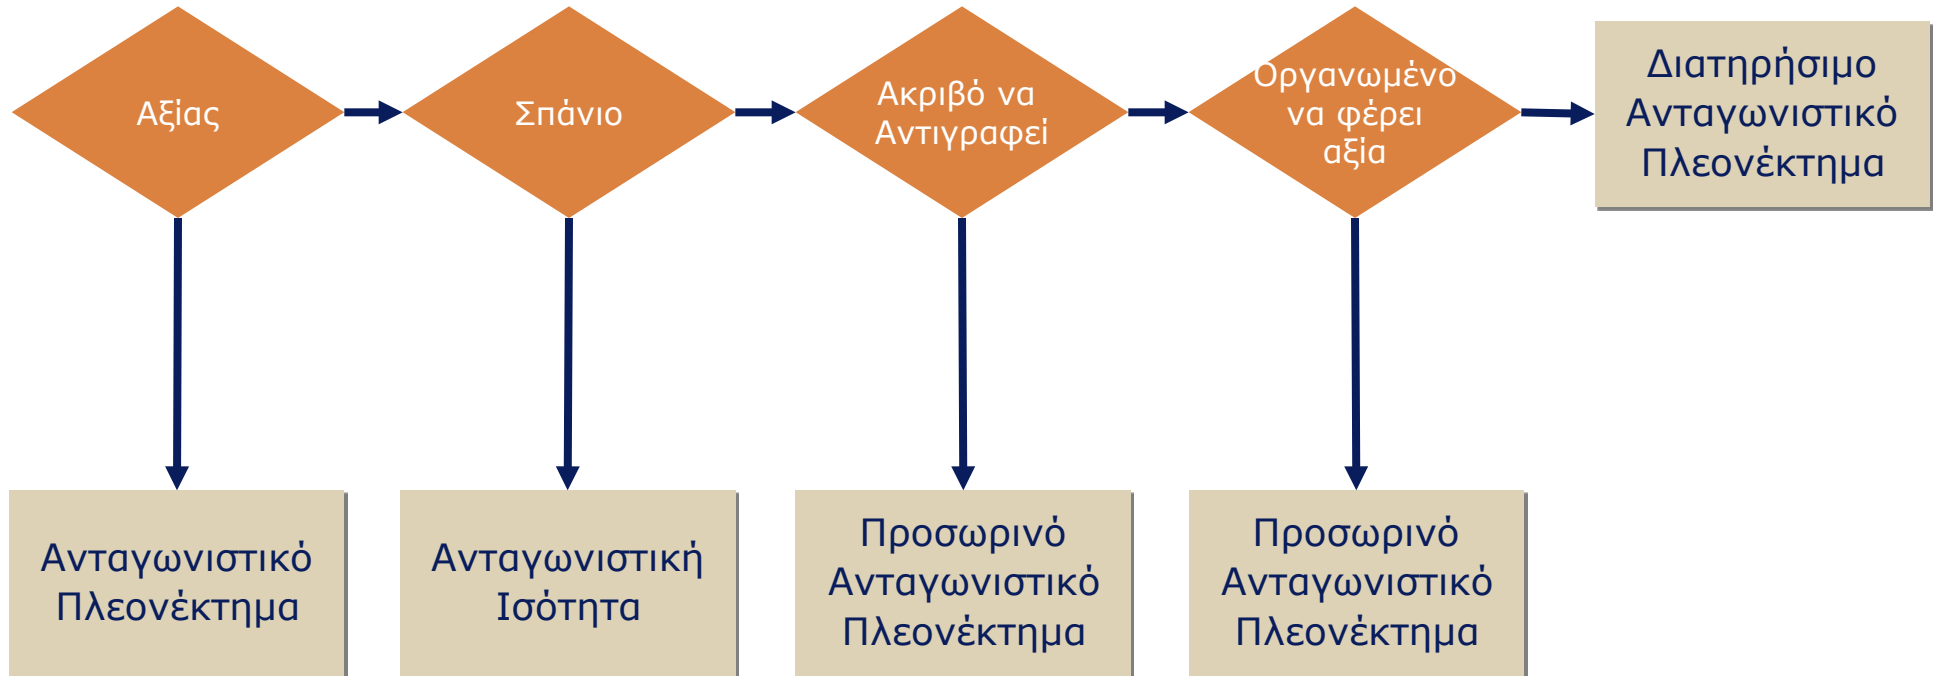 Αξίας
Σπάνιο
Ακριβό να
Αντιγραφεί
Οργανωμένο
να φέρει
αξία
Διατηρήσιμο
Ανταγωνιστικό
Πλεονέκτημα
Ανταγωνιστικό
Πλεονέκτημα
Ανταγωνιστική
Ισότητα
Προσωρινό
Ανταγωνιστικό
Πλεονέκτημα
Προσωρινό
Ανταγωνιστικό
Πλεονέκτημα